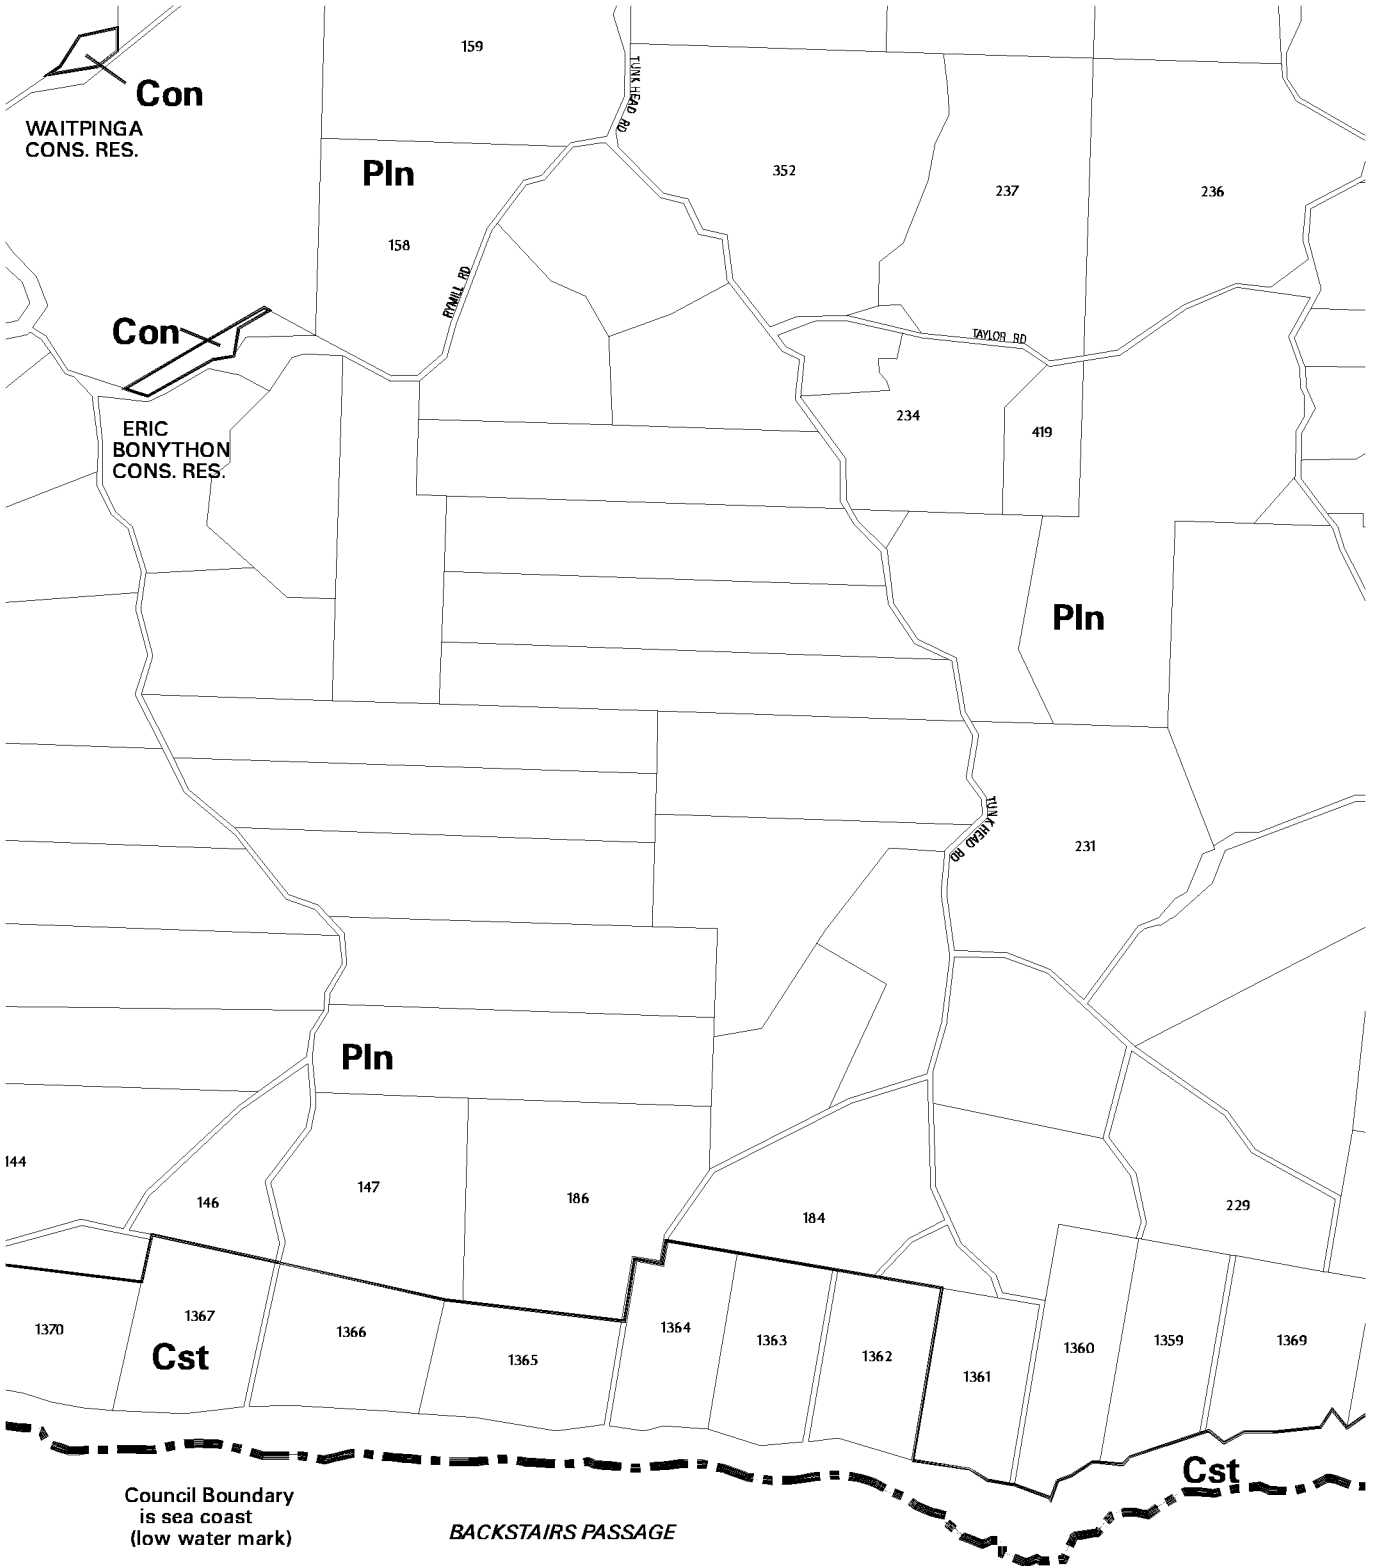 159
TUNK HEAD RD
Con
WAITPINGA
CONS. RES.
Pln
352
237
236
158
RYMILL RD
Con
TAYLOR RD
ERIC
BONYTHON
CONS. RES.
234
419
Pln
TUNK HEAD RD
231
Pln
144
146
147
186
184
229
1370
1367
Cst
1366
1365
1364
1363
1362
1361
1360
1359
1369
Cst
Council Boundary
is sea coast
(low water mark)
BACKSTAIRS PASSAGE